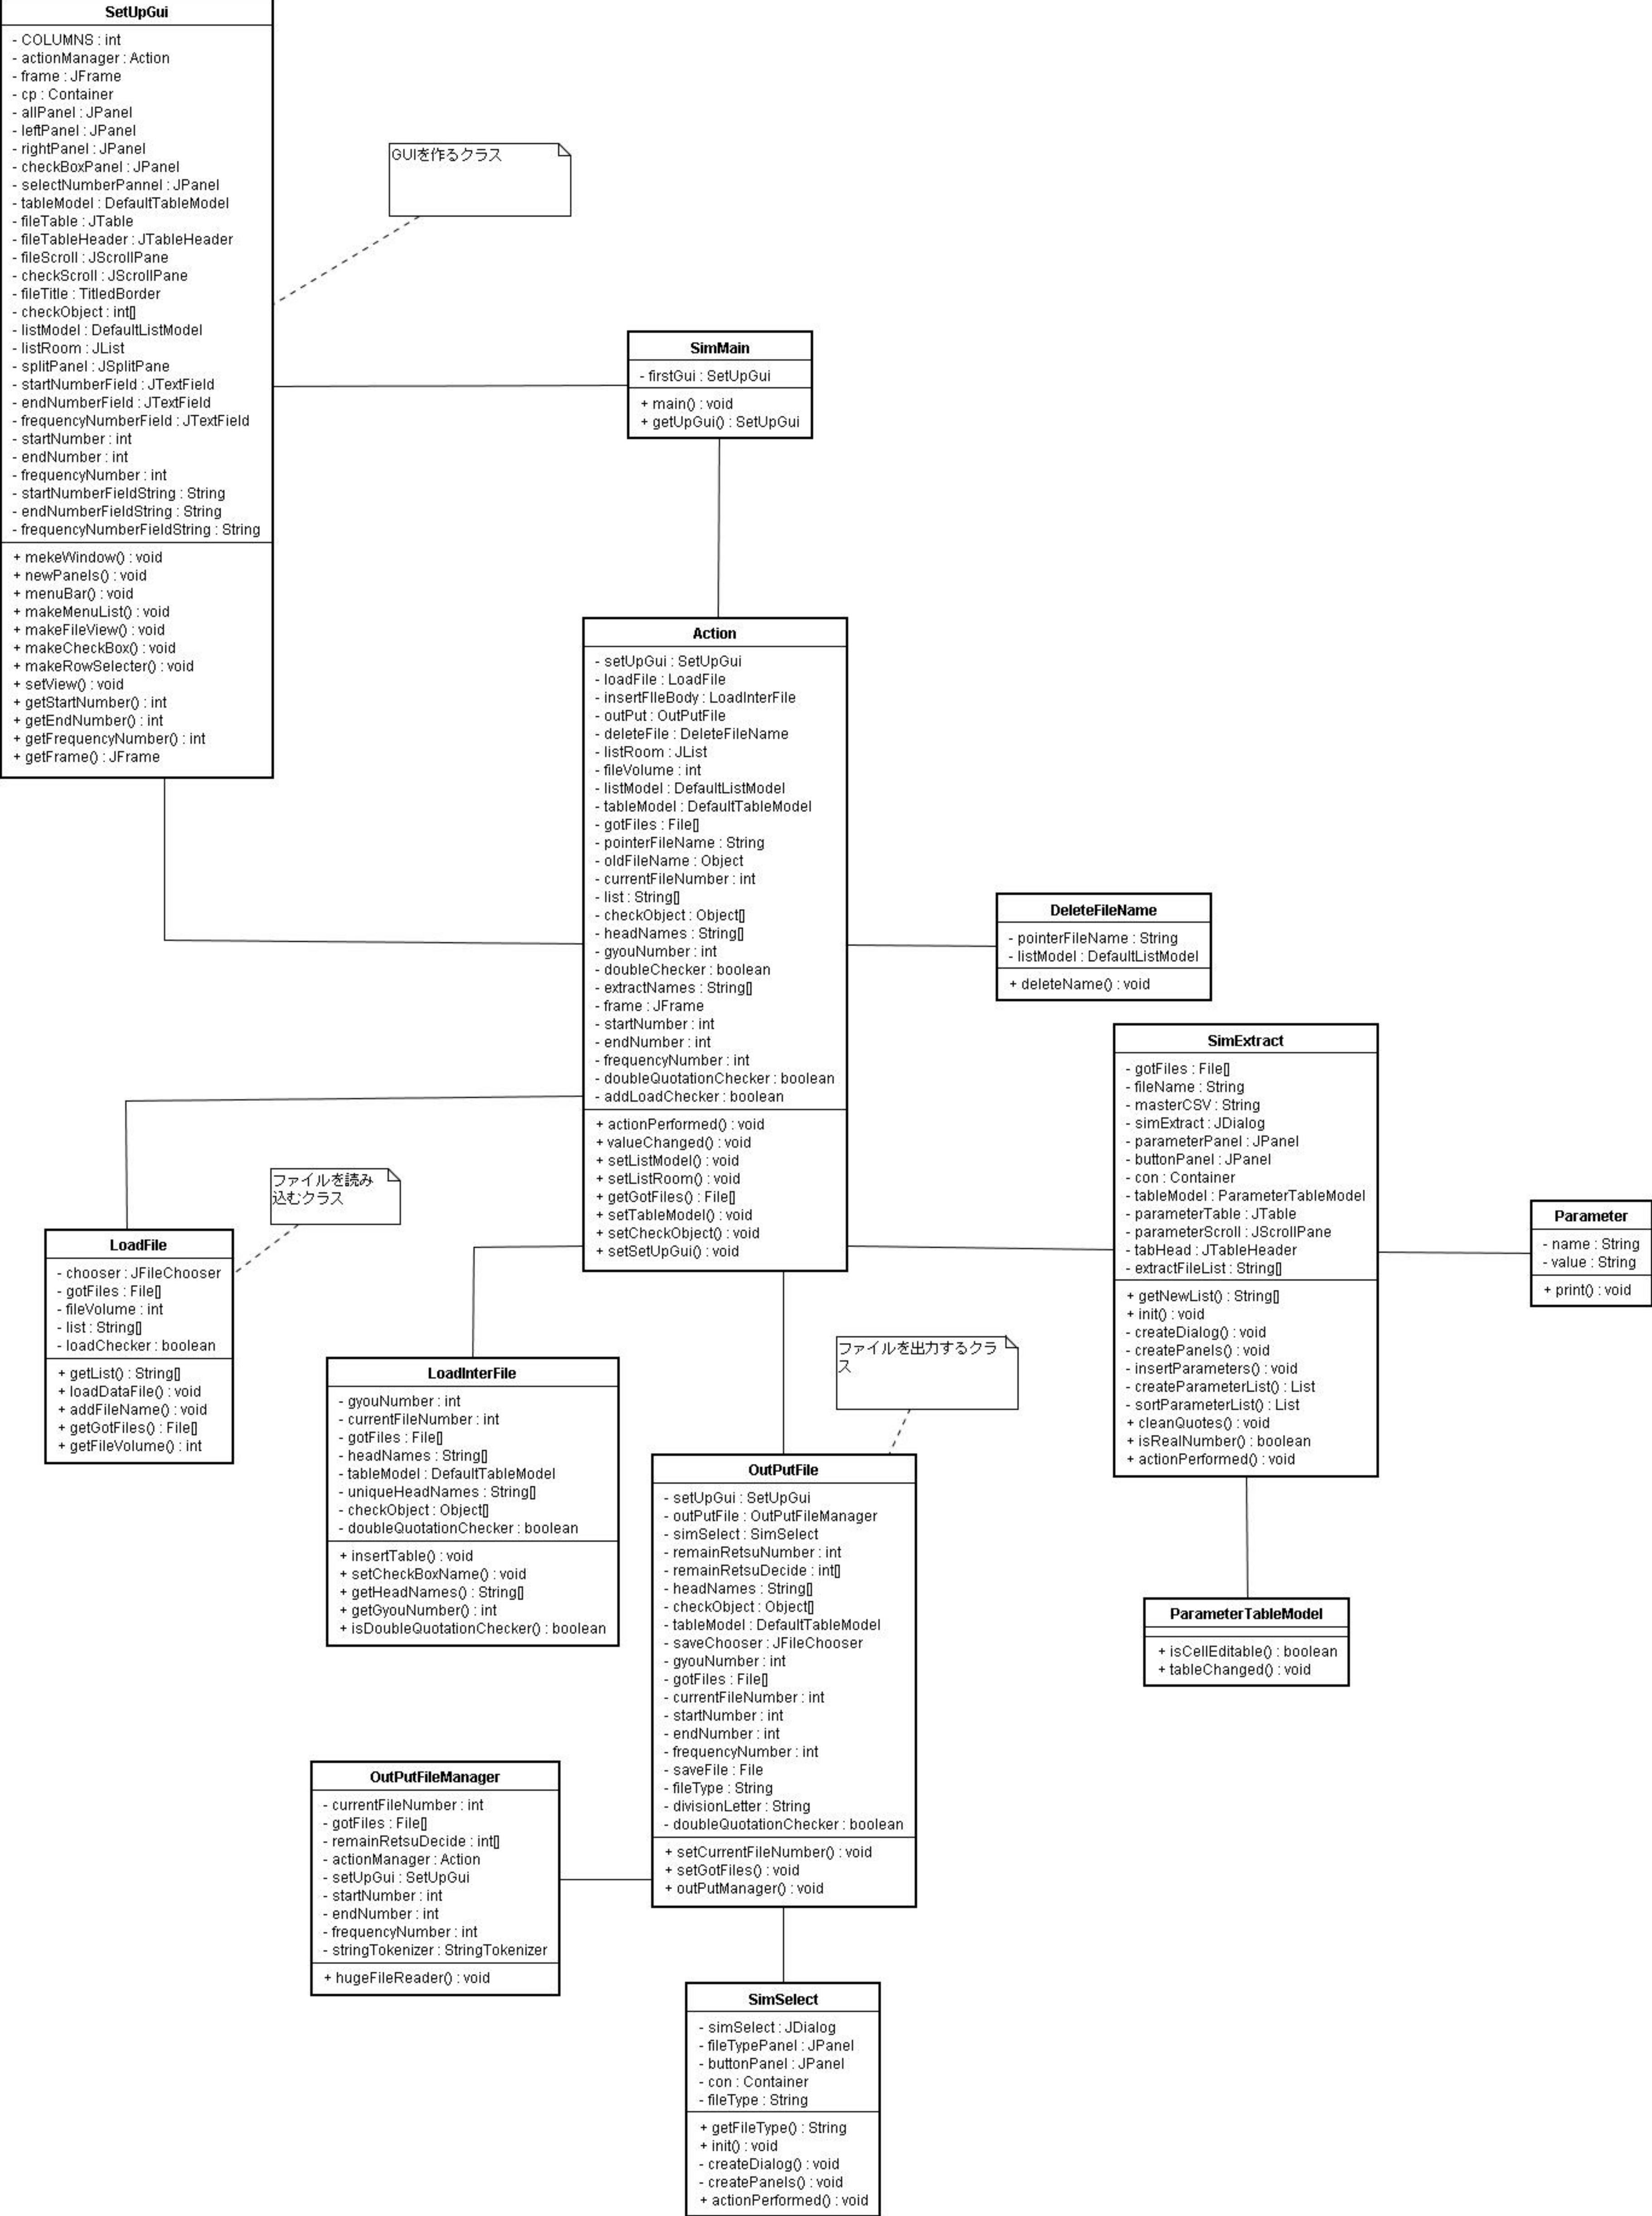 SetUpGui
- COLUMNS : int
- actionManager : Action
- frame : JFrame
- cp : Container
- allPanel : JPanel
- leftPanel : JPanel
- rightPanel : JPanel
- checkBoxPanel : JPanel
- selectNumberPannel : JPanel
- tableModel : DefaultTableModel
- fileTable : JTable
- fileTableHeader : JTableHeader
- fileScroll : JScrollPane
- checkScroll : JScrollPane
- fileTitle : TitledBorder
- checkObject : int[]
- listModel : DefaultListModel
- listRoom : JList
- splitPanel : JSplitPane
- startNumberField : JTextField
- endNumberField : JTextField
- frequencyNumberField : JTextField
- startNumber : int
- endNumber : int
- frequencyNumber : int
- startNumberFieldString : String
- endNumberFieldString : String
- frequencyNumberFieldString : String
+ mekeWindow() : void
+ newPanels() : void
+ menuBar() : void
+ makeMenuList() : void
+ makeFileView() : void
+ makeCheckBox() : void
+ makeRowSelecter() : void
+ setView() : void
+ getStartNumber() : int
+ getEndNumber() : int
+ getFrequencyNumber() : int
+ getFrame() : JFrame
GUIを作るクラス
SimMain
- firstGui : SetUpGui
+ main() : void
+ getUpGui() : SetUpGui
Action
- setUpGui : SetUpGui
- loadFile : LoadFile
- insertFIleBody : LoadInterFile
- outPut : OutPutFile
- deleteFile : DeleteFileName
- listRoom : JList
- fileVolume : int
- listModel : DefaultListModel
- tableModel : DefaultTableModel
- gotFiles : File[]
- pointerFileName : String
- oldFileName : Object
- currentFileNumber : int
- list : String[]
- checkObject : Object[]
- headNames : String[]
- gyouNumber : int
- doubleChecker : boolean
- extractNames : String[]
- frame : JFrame
- startNumber : int
- endNumber : int
- frequencyNumber : int
- doubleQuotationChecker : boolean
- addLoadChecker : boolean
+ actionPerformed() : void
+ valueChanged() : void
+ setListModel() : void
+ setListRoom() : void
+ getGotFiles() : File[]
+ setTableModel() : void
+ setCheckObject() : void
+ setSetUpGui() : void
DeleteFileName
- pointerFileName : String
- listModel : DefaultListModel
+ deleteName() : void
SimExtract
- gotFiles : File[]
- fileName : String
- masterCSV : String
- simExtract : JDialog
- parameterPanel : JPanel
- buttonPanel : JPanel
- con : Container
- tableModel : ParameterTableModel
- parameterTable : JTable
- parameterScroll : JScrollPane
- tabHead : JTableHeader
- extractFileList : String[]
+ getNewList() : String[]
+ init() : void
- createDialog() : void
- createPanels() : void
- insertParameters() : void
- createParameterList() : List
- sortParameterList() : List
+ cleanQuotes() : void
+ isRealNumber() : boolean
+ actionPerformed() : void
Parameter
- name : String
- value : String
+ print() : void
ファイルを読み
込むクラス
LoadFile
- chooser : JFileChooser
- gotFiles : File[]
- fileVolume : int
- list : String[]
- loadChecker : boolean
+ getList() : String[]
+ loadDataFile() : void
+ addFileName() : void
+ getGotFiles() : File[]
+ getFileVolume() : int
LoadInterFile
- gyouNumber : int
- currentFileNumber : int
- gotFiles : File[]
- headNames : String[]
- tableModel : DefaultTableModel
- uniqueHeadNames : String[]
- checkObject : Object[]
- doubleQuotationChecker : boolean
+ insertTable() : void
+ setCheckBoxName() : void
+ getHeadNames() : String[]
+ getGyouNumber() : int
+ isDoubleQuotationChecker() : boolean
ファイルを出力するクラ
ス
OutPutFile
- setUpGui : SetUpGui
- outPutFile : OutPutFileManager
- simSelect : SimSelect
- remainRetsuNumber : int
- remainRetsuDecide : int[]
- headNames : String[]
- checkObject : Object[]
- tableModel : DefaultTableModel
- saveChooser : JFileChooser
- gyouNumber : int
- gotFiles : File[]
- currentFileNumber : int
- startNumber : int
- endNumber : int
- frequencyNumber : int
- saveFile : File
- fileType : String
- divisionLetter : String
- doubleQuotationChecker : boolean
+ setCurrentFileNumber() : void
+ setGotFiles() : void
+ outPutManager() : void
ParameterTableModel
+ isCellEditable() : boolean
+ tableChanged() : void
OutPutFileManager
- currentFileNumber : int
- gotFiles : File[]
- remainRetsuDecide : int[]
- actionManager : Action
- setUpGui : SetUpGui
- startNumber : int
- endNumber : int
- frequencyNumber : int
- stringTokenizer : StringTokenizer
+ hugeFileReader() : void
SimSelect
- simSelect : JDialog
- fileTypePanel : JPanel
- buttonPanel : JPanel
- con : Container
- fileType : String
+ getFileType() : String
+ init() : void
- createDialog() : void
- createPanels() : void
+ actionPerformed() : void